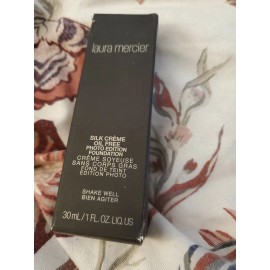 laura mercier
SILK CRÈME
OIL FREE
PHOTO EDITION
FOUNDATION
CRÈME SOYEUSE
SANS CORPS GRAS
FOND DE TEINT
EDITION PHOTO
SHAKE WELL
BIEN AGITER
30 mL / 1 FL. OZ. LIQ. US